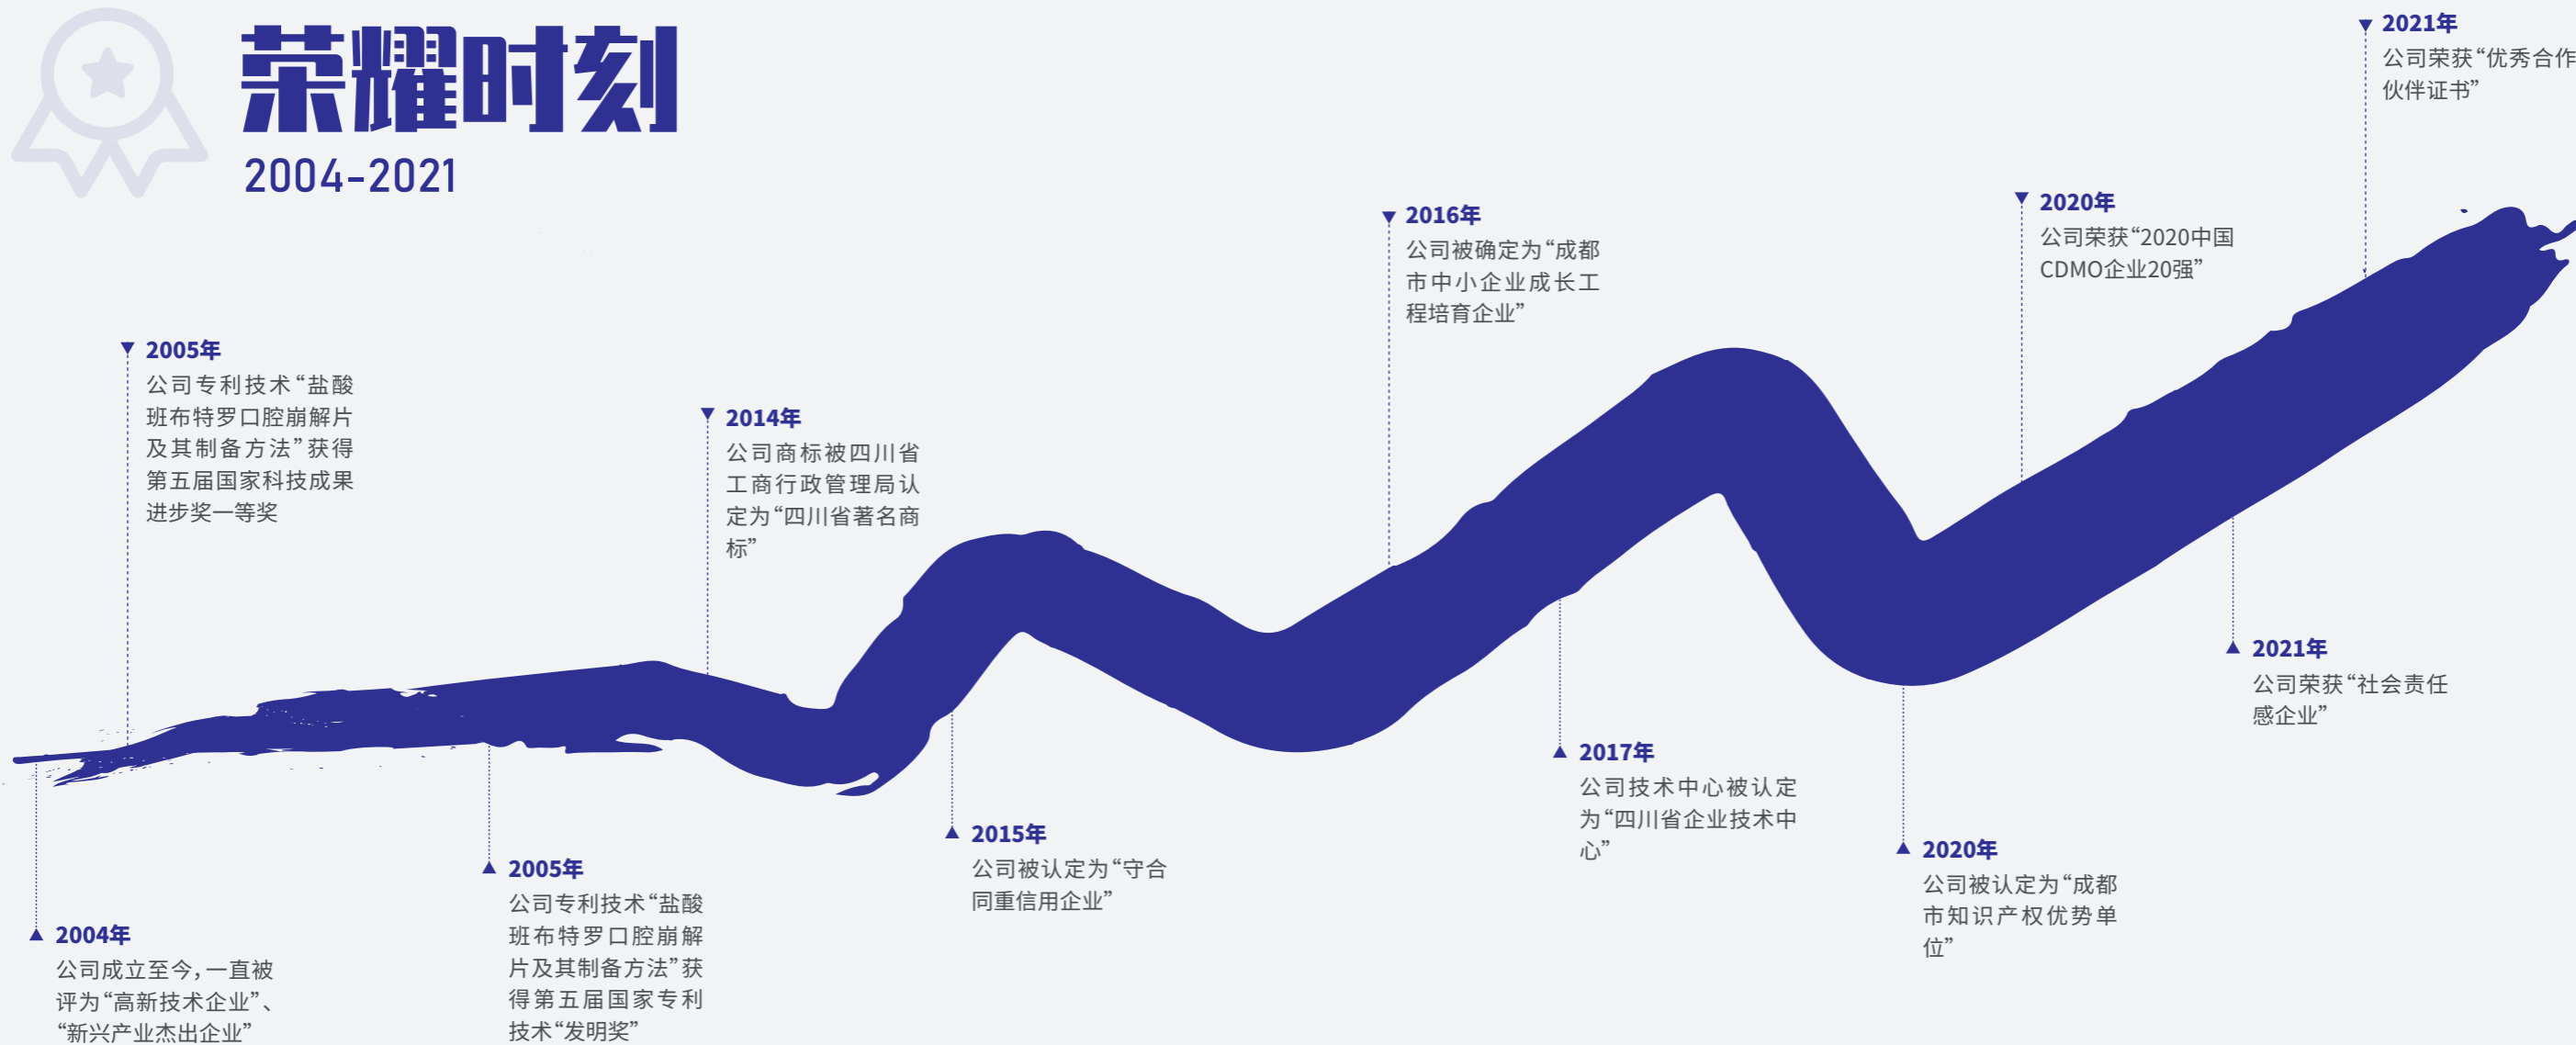 荣耀时刻
2004-2021
2004年
公司成立至今，一直被
评为“高新技术企业”、
“新兴产业杰出企业”
2005年
公司专利技术“盐酸
班布特罗口腔崩解片
及其制备方法”获得
第五届国家科技成果
进步奖一等奖
2005年
公司专利技术“盐酸
班布特罗口腔崩解
片及其制备方法”获
得第五届国家专利
技术“发明奖”
2014年
公司商标被四川省
工商行政管理局认
定为“四川省著名商
标”
2015年
公司被认定为“守合
同重信用企业”
2016年
公司被确定为“成都
市中小企业成长工
程培育企业”
2017年
公司技术中心被认定
为“四川省企业技术中
心”
2020年
公司被认定为“成都
市知识产权优势单
位”
2020年
公司荣获“2020中国
CDMO企业20强”
2021年
公司荣获“社会责任
感企业”
2021年
公司荣获“优秀合作
伙伴证书”